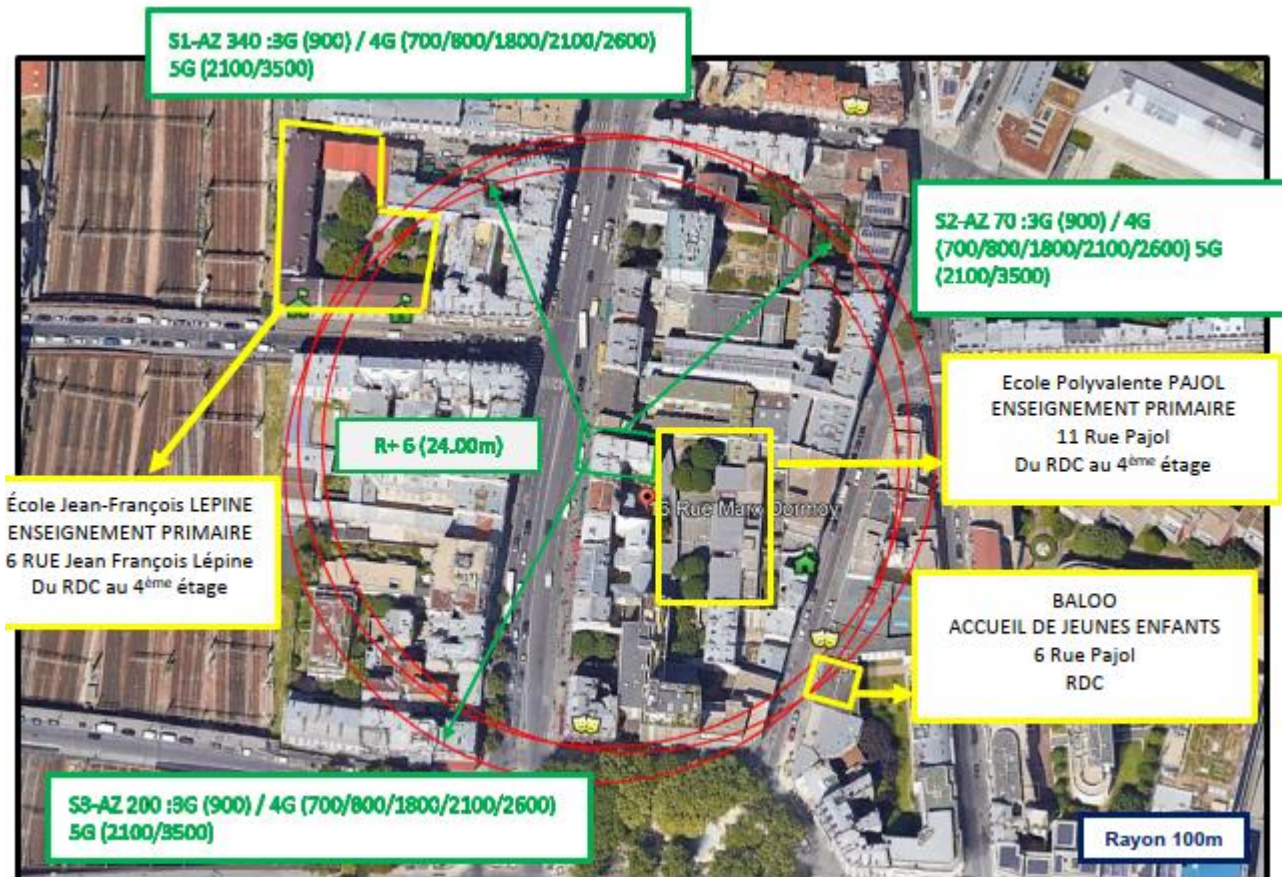 S1-AZ 340 :3G (900) / 4G (700/800/1800/2100/2600)
5G (2100/3500)
S2-AZ 70 :3G (900) / 4G
(700/800/1800/2100/2600) 5G
(2100/3500)
Ecole Polyvalente PAJOL
ENSEIGNEMENT PRIMAIRE
11 Rue Pajol
Du RDC au 4ème étage
R+ 6 (24.00m)
École Jean-François LEPINE
ENSEIGNEMENT PRIMAIRE
6 RUE Jean François Lépine
Du RDC au 4ème étage
16 Rue Marx Dormoy
BALOO
ACCUEIL DE JEUNES ENFANTS
6 Rue Pajol
RDC
S3-AZ 200 :3G (900) / 4G (700/800/1800/2100/2600)
5G (2100/3500)
Rayon 100m